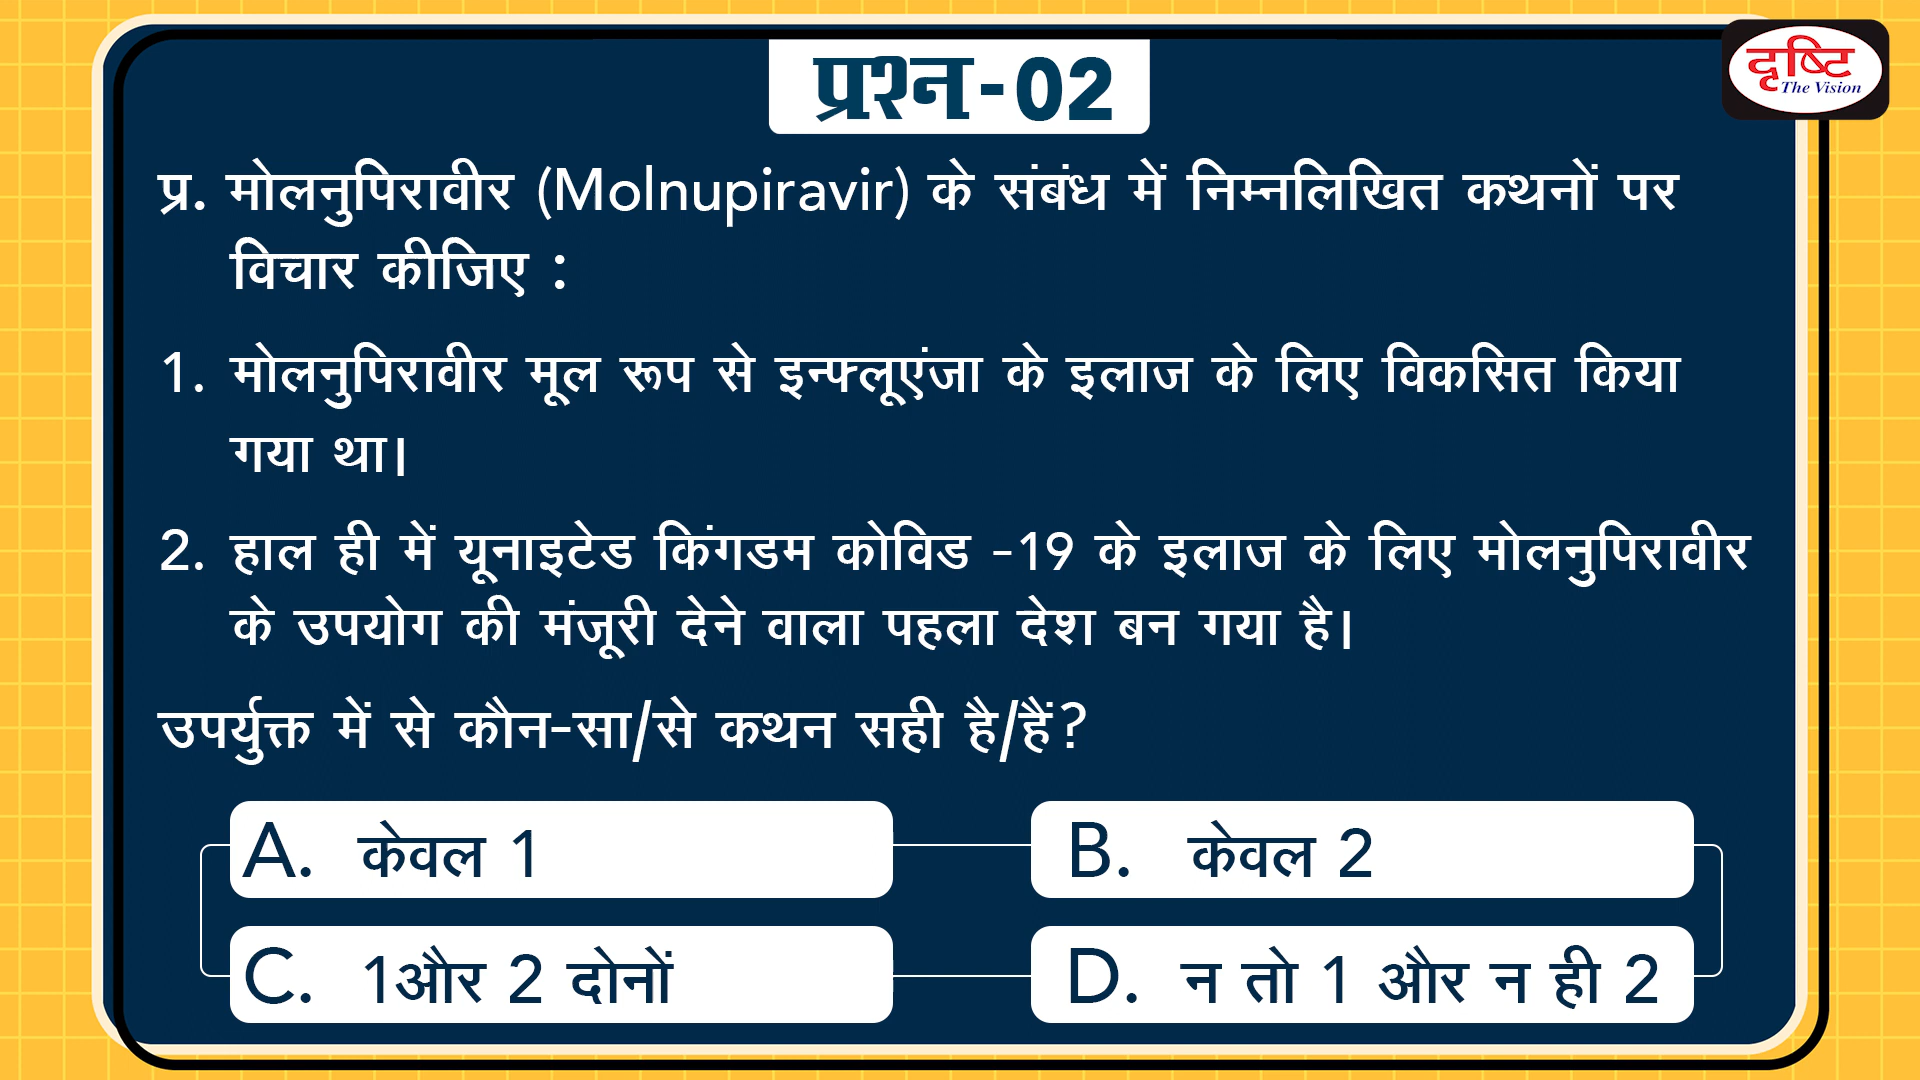 प्रश्न-02
दृष्टि
The Vision
प्र. मोलनुपिरावीर (Molnupiravir) के संबंध में निम्नलिखित कथनों पर
विचार कीजिए :
1. मोलनुपिरावीर मूल रूप से इन्फ्लूएंजा के इलाज के लिए विकसित किया
गया था।
2. हाल ही में यूनाइटेड किंगडम कोविड -19 के इलाज के लिए मोलनुपिरावीर
के उपयोग की मंजूरी देने वाला पहला देश बन गया है।
उपर्युक्त में से कौन-सा/से कथन सही है/हैं?
A. केवल 1
B. केवल 2
C. 1और 2 दोनों
D. न तो 1 और न ही 2